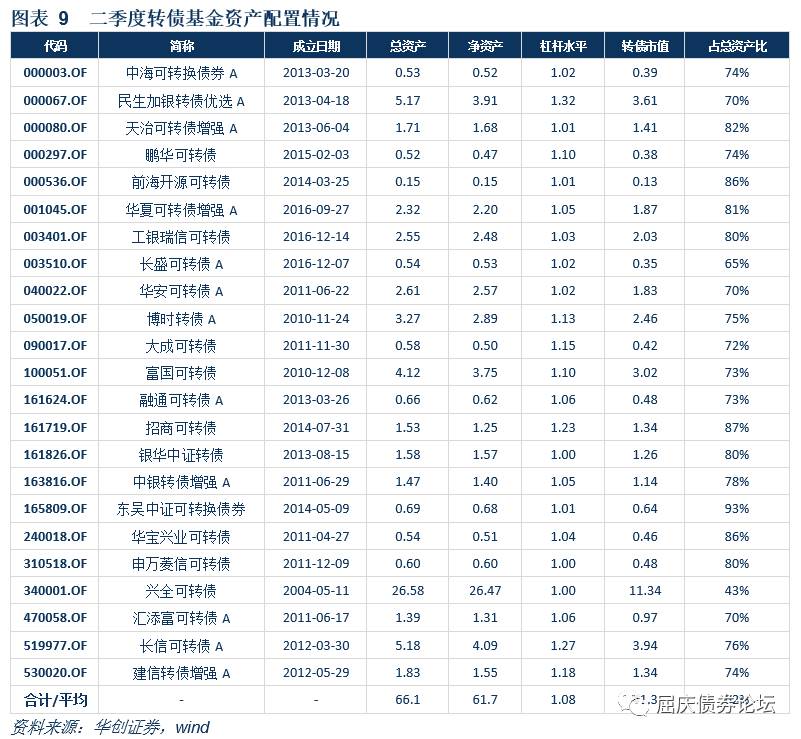 图表 9 二季度转债基金资产配置情况
代码 简称 成立日期 总资产 净资产 杠杆水平 转债市值 占总资产比
000003.OF 中海可转换债券 A 2013-03-20 0.53 0.52 1.02 0.39 74%
000067.OF 民生加银转债优选 A 2013-04-18 5.17 3.91 1.32 3.61 70%
000080.OF 天治可转债增强 A 2013-06-04 1.71 1.68 1.01 1.41 82%
000297.OF 鹏华可转债 2015-02-03 0.52 0.47 1.10 0.38 74%
000536.OF 前海开源可转债 2014-03-25 0.15 0.15 1.01 0.13 86%
001045.OF 华夏可转债增强 A 2016-09-27 2.32 2.20 1.05 1.87 81%
003401.OF 工银瑞信可转债 2016-12-14 2.55 2.48 1.03 2.03 80%
003510.OF 长盛可转债 A 2016-12-07 0.54 0.53 1.02 0.35 65%
040022.OF 华安可转债 A 2011-06-22 2.61 2.57 1.02 1.83 70%
050019.OF 博时转债 A 2010-11-24 3.27 2.89 1.13 2.46 75%
090017.OF 大成可转债 2011-11-30 0.58 0.50 1.15 0.42 72%
100051.OF 富国可转债 2010-12-08 4.12 3.75 1.10 3.02 73%
161624.OF 融通可转债 A 2013-03-26 0.66 0.62 1.06 0.48 73%
161719.OF 招商可转债 2014-07-31 1.53 1.25 1.23 1.34 87%
161826.OF 银华中证转债 2013-08-15 1.58 1.57 1.00 1.26 80%
163816.OF 中银转债增强 A 2011-06-29 1.47 1.40 1.05 1.14 78%
165809.OF 东吴中证可转换债券 2014-05-09 0.69 0.68 1.01 0.64 93%
240018.OF 华宝兴业可转债 2011-04-27 0.54 0.51 1.04 0.46 86%
310518.OF 申万菱信可转债 2011-12-09 0.60 0.60 1.00 0.48 80%
340001.OF 兴全可转债 2004-05-11 26.58 26.47 1.00 11.34 43%
470058.OF 汇添富可转债 A 2011-06-17 1.39 1.31 1.06 0.97 70%
519977.OF 长信可转债 A 2012-03-30 5.18 4.09 1.27 3.94 76%
530020.OF 建信转债增强 A 2012-05-29 1.83 1.55 1.18 1.34 74%
合计/平均 - - 66.1 61.7 1.08
屈庆债券论坛
资料来源：华创证券，wind